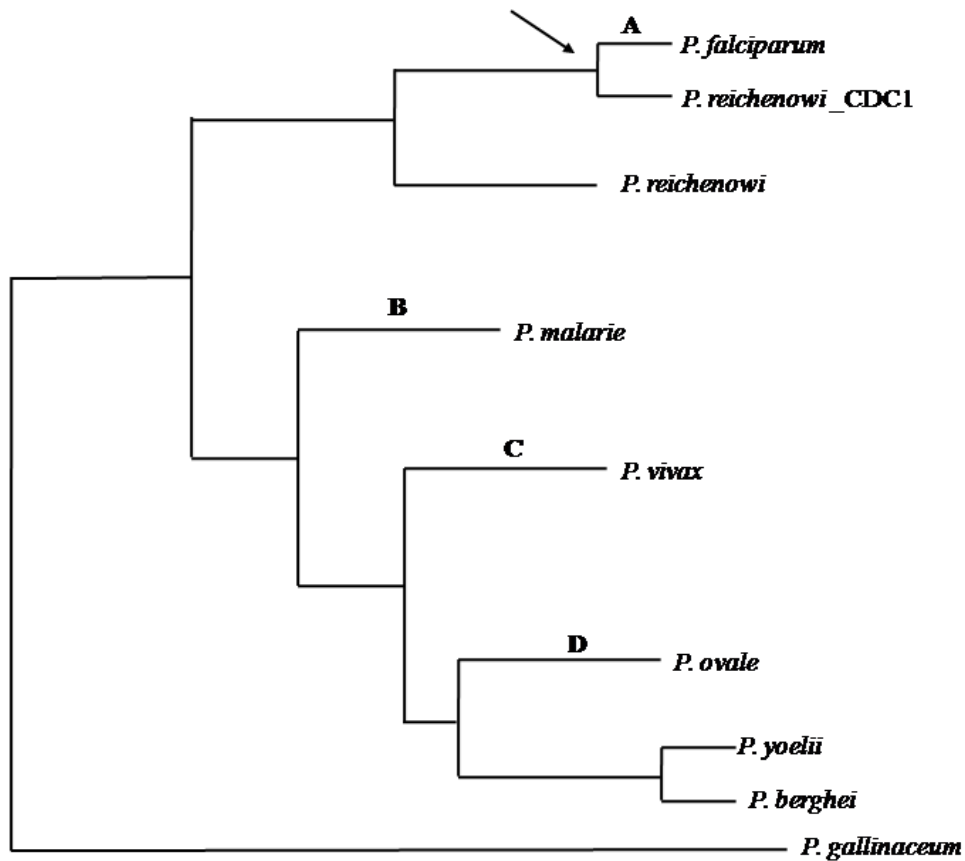 A
P. falciparum
P. reichenowi_CDC1
P. reichenowi
B
P. malarie
C
P. vivax
D
P. ovale
P. yoelii
P. berghei
P. gallinaceum